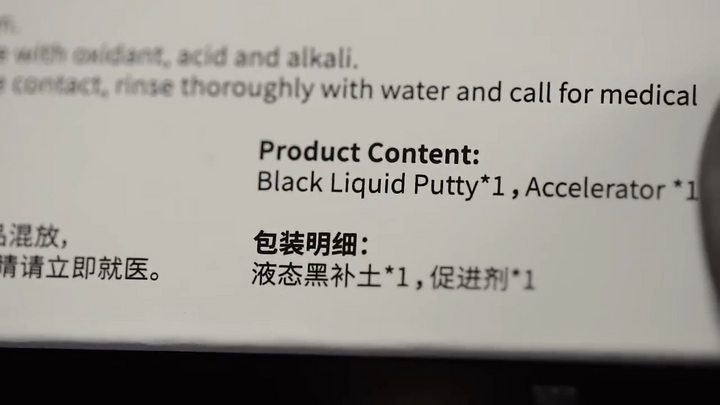 with oxidant, acid and alkali.
contact, rinse thoroughly with water and call for medical
Product Content:
Black Liquid Putty*1 , Accelerator *1
混放，
请立即就医。
包装明细：
液态黑补土*1 , 促进剂*1